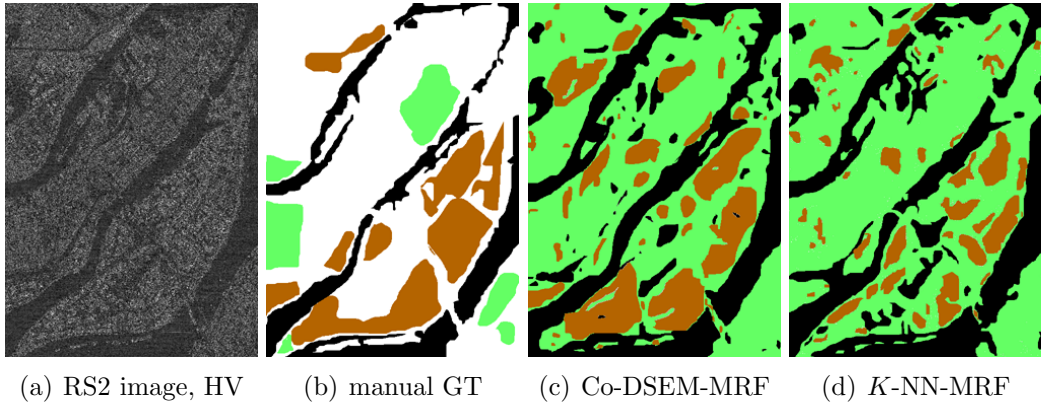 (a) RS2 image, HV
(b) manual GT
(c) Co-DSEM-MRF
(d) K-NN-MRF